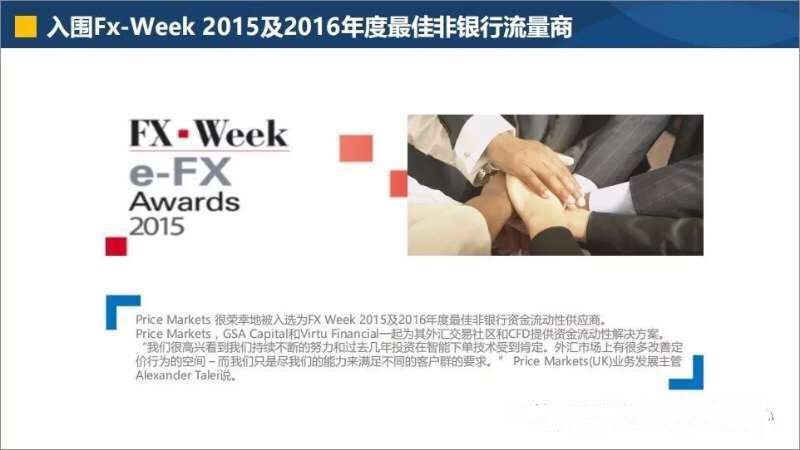 入围Fx-Week 2015及2016年度最佳非银行流量商
FX Week
e-FX
Awards
2015
Price Markets 很荣幸地被入选为FX Week 2015及2016年度最佳非银行资金流动性供应商。
Price Markets，GSA Capital和Virtu Financial一起为其外汇交易社区和CFD提供资金流动性解决方案。
“我们很高兴看到我们持续不断的努力和过去几年投资在智能下单技术受到肯定。外汇市场上有很多改善定
价行为的空间 – 而我们只是尽我们的能力来满足不同的客户群的要求。” Price Markets(UK)业务发展主管
Alexander Talei说。